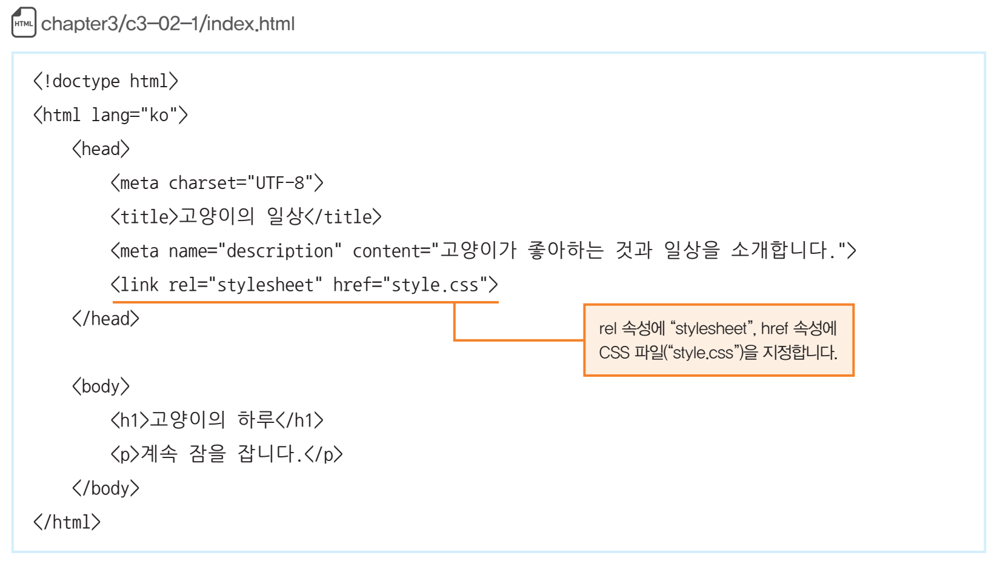 HTML chapter3/c3-02-1/index.html
<!doctype html>
<html lang="ko">
<head>
<meta charset="UTF-8">
<title>고양이의 일상</title>
<meta name="description" content="고양이가 좋아하는 것과 일상을 소개합니다.">
<link rel="stylesheet" href="style.css">
</head>
rel 속성에 “stylesheet”, href 속성에
CSS 파일(“style.css”)을 지정합니다.
<body>
<h1>고양이의 하루</h1>
<p>계속 잠을 잡니다.</p>
</body>
</html>